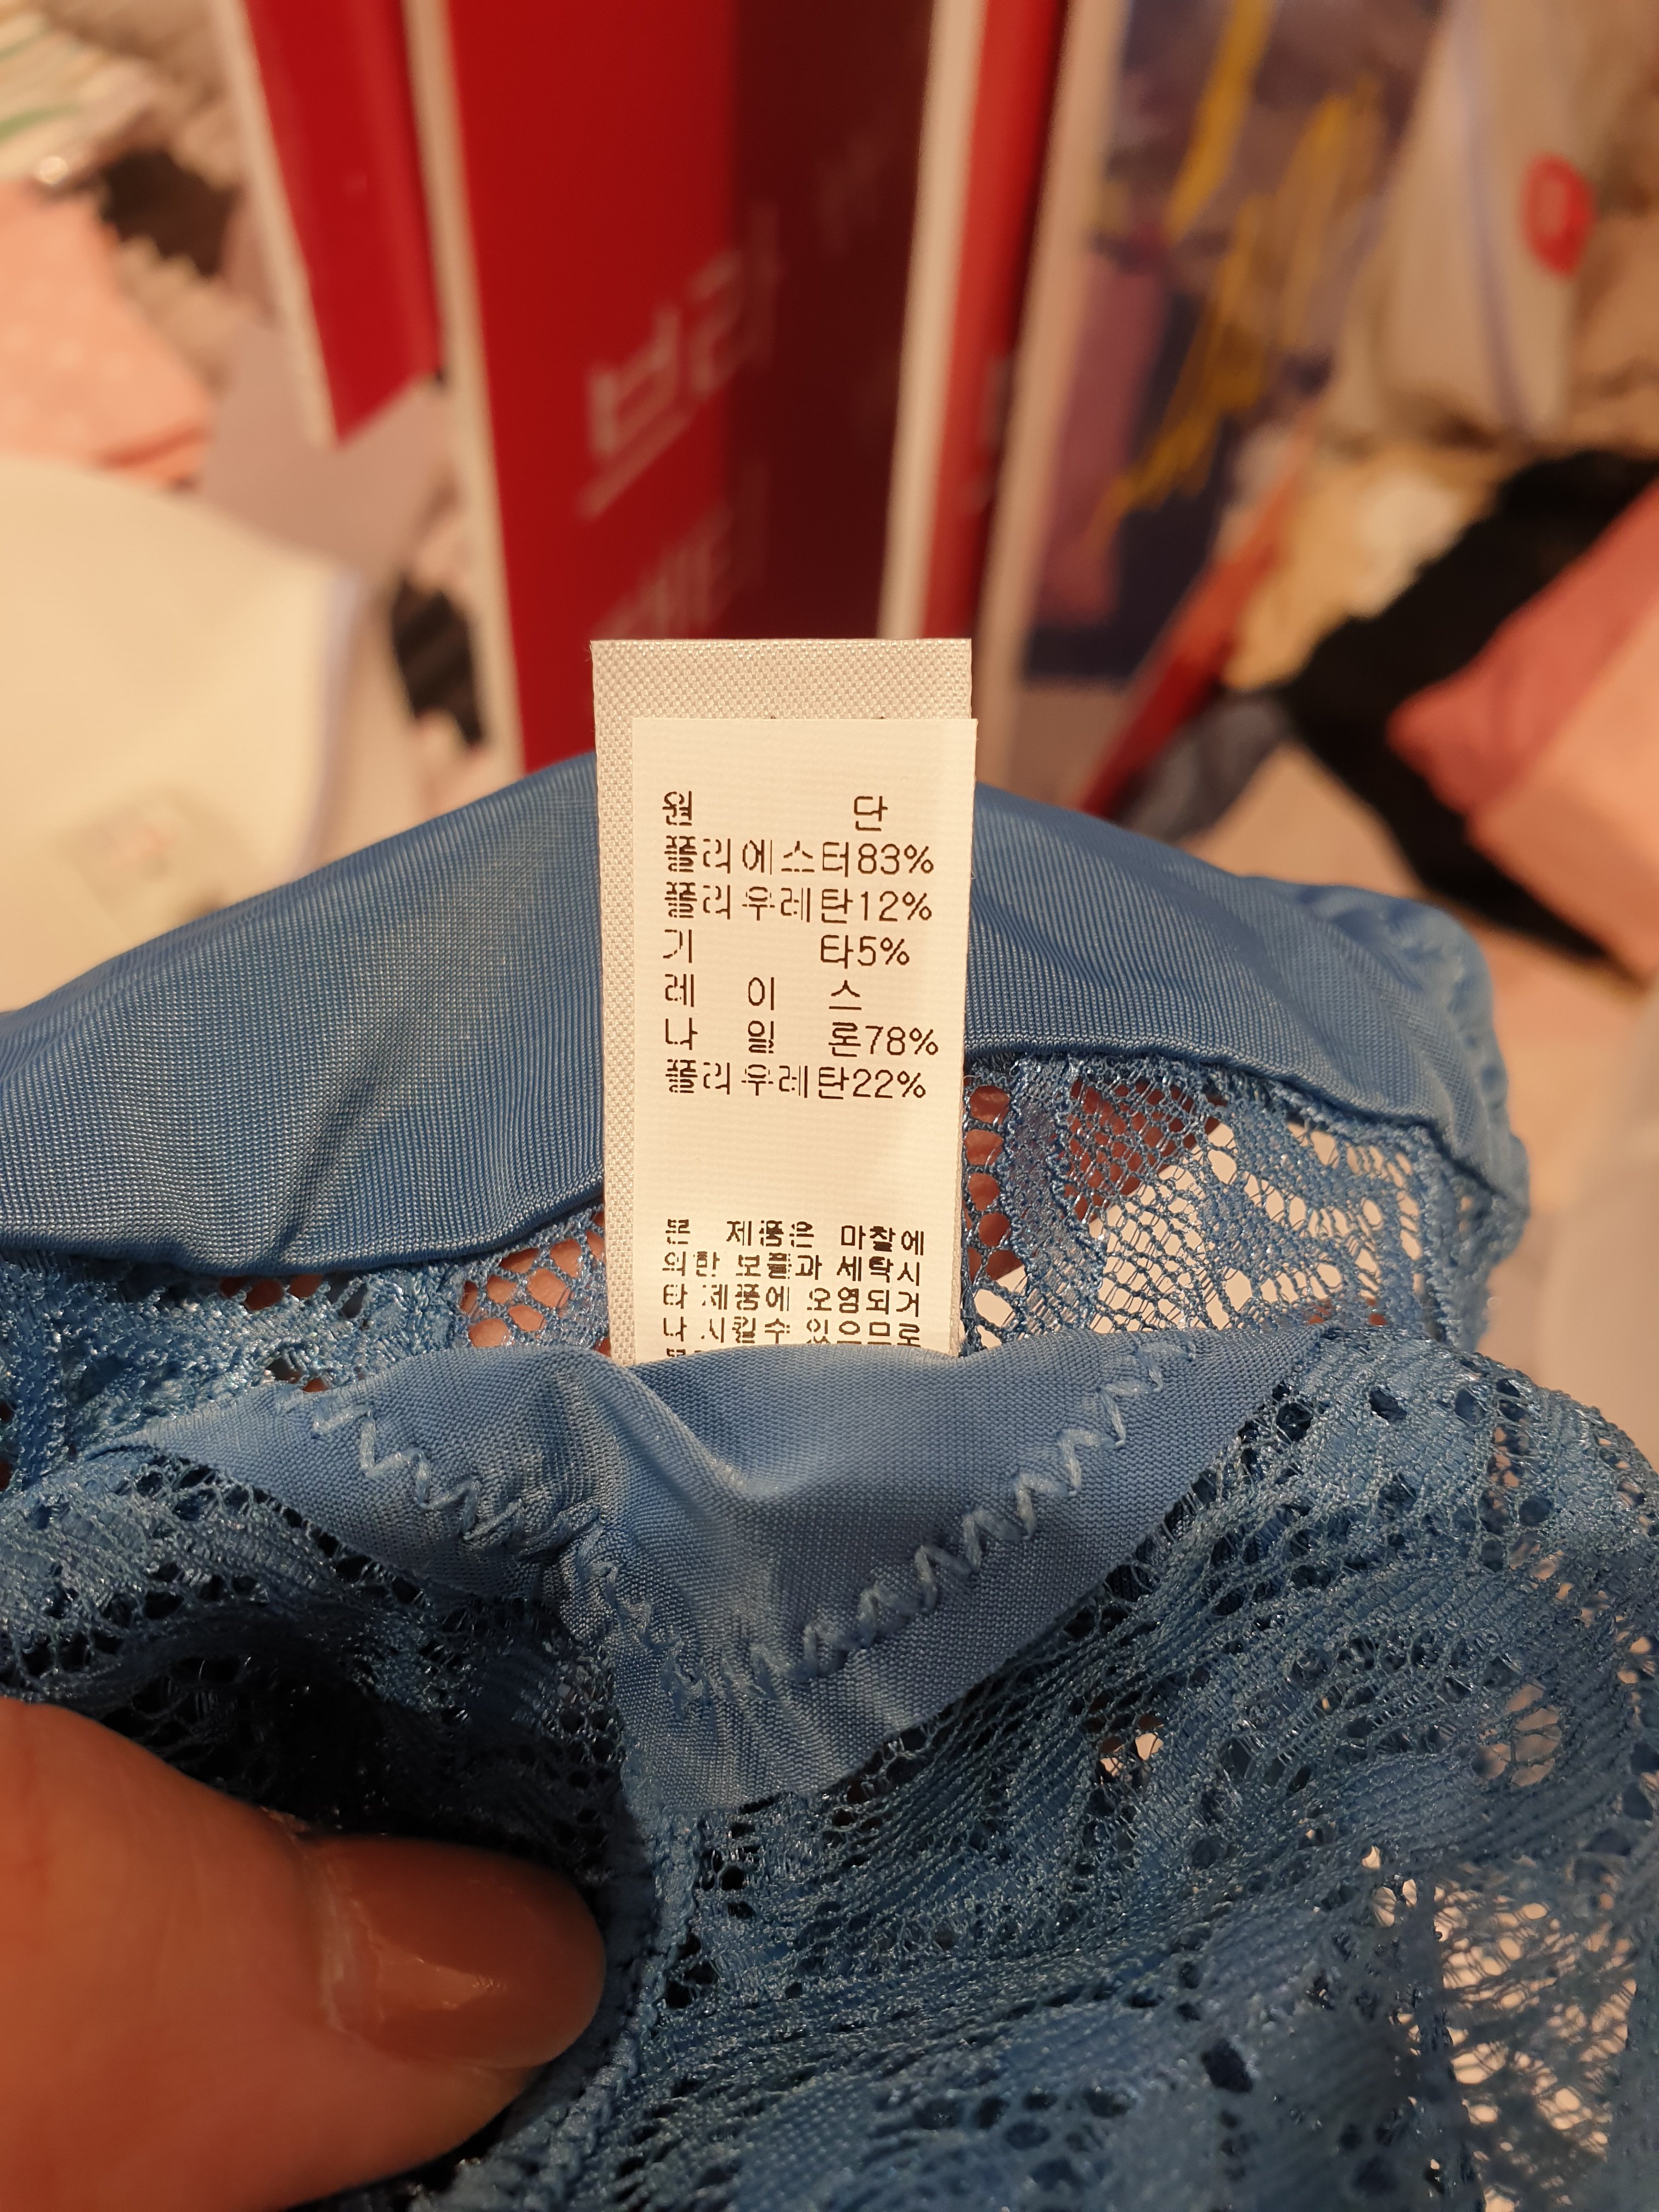 브라
원 단
폴리에스터83%
폴리우레탄12%
기 타5%
레 이 스
나 일 론78%
폴리우레탄22%
본 제품은 마찰에
의한 보풀과 세탁시
타 제품에 오염되거
나 시킬수 있으므로